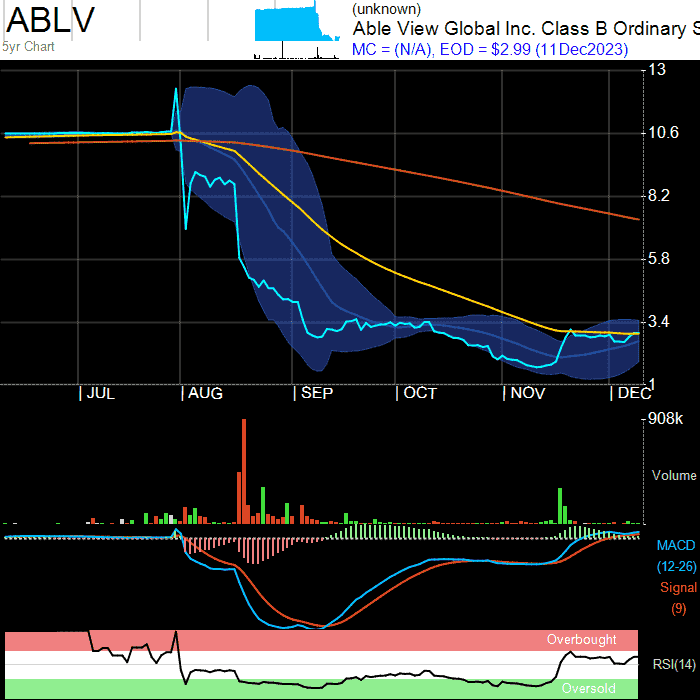 ABLV
5yr Chart
(unknown)
Able View Global Inc. Class B Ordinary S
MC = (N/A), EOD = $2.99 (11Dec2023)
13
10.6
8.2
5.8
3.4
1
JUL
AUG
SEP
OCT
NOV
DEC
908k
Volume
MACD
(12-26)
Signal
(9)
Overbought
RSI(14)
Oversold